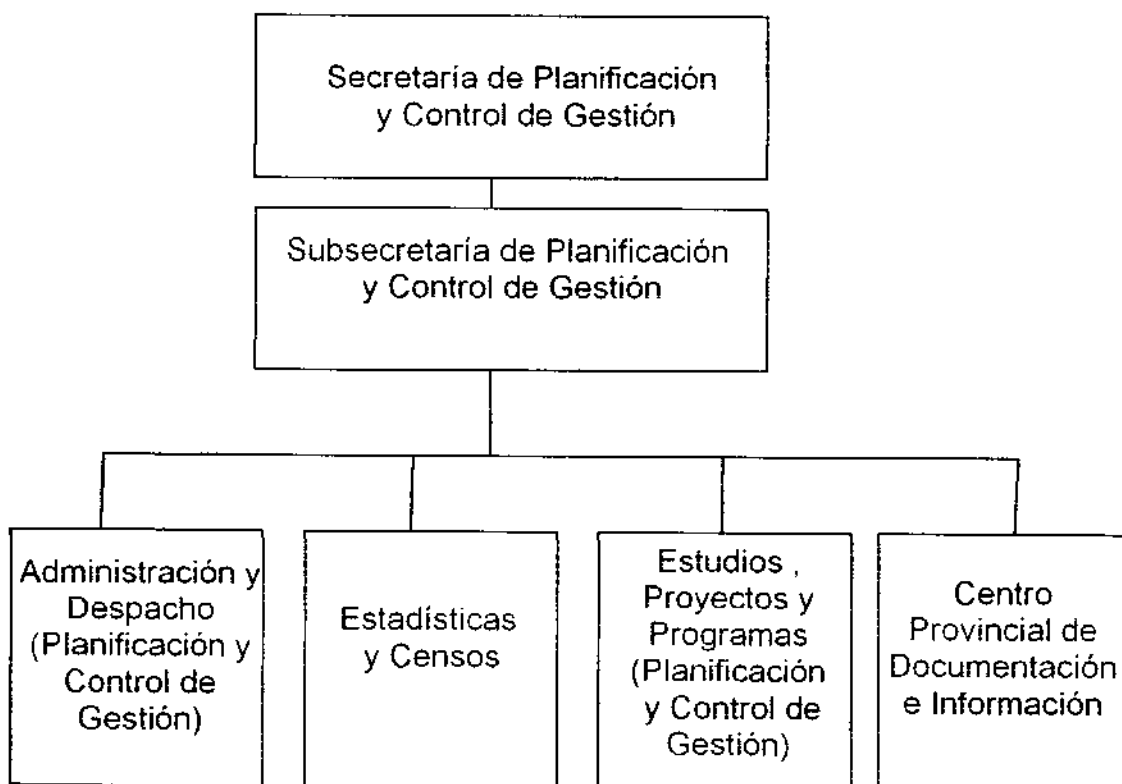 Secretaría de Planificación
y Control de Gestión
Subsecretaría de Planificación
y Control de Gestión
Administración y
Despacho
(Planificación y
Control de
Gestión)
Estadísticas
y Censos
Estudios ,
Proyectos y
Programas
(Planificación
y Control de
Gestión)
Centro
Provincial de
Documentación
e Información